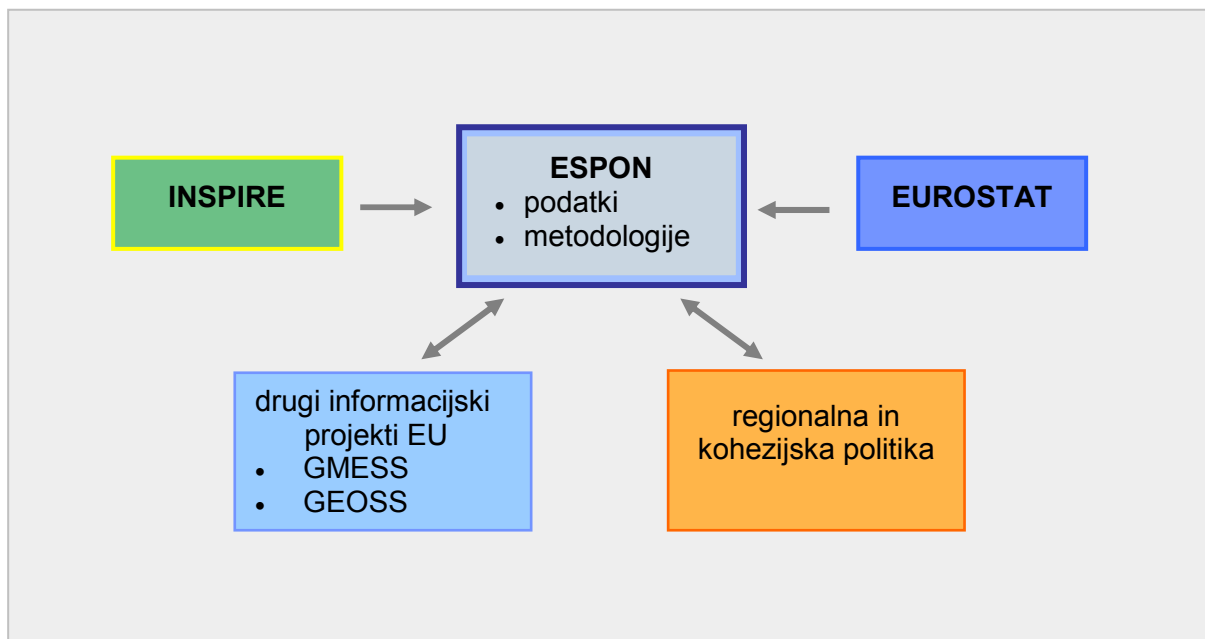 ESPON
• podatki
• metodologije
INSPIRE
EUROSTAT
drugi informacijski
projekti EU
• GMESS
• GEOSS
regionalna in
kohezijska politika